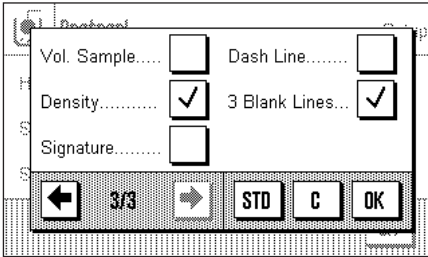 Vol. Sample..... Dash Line........
Density........... 3 Blank Lines...
Signature.........
3/3 STD C OK